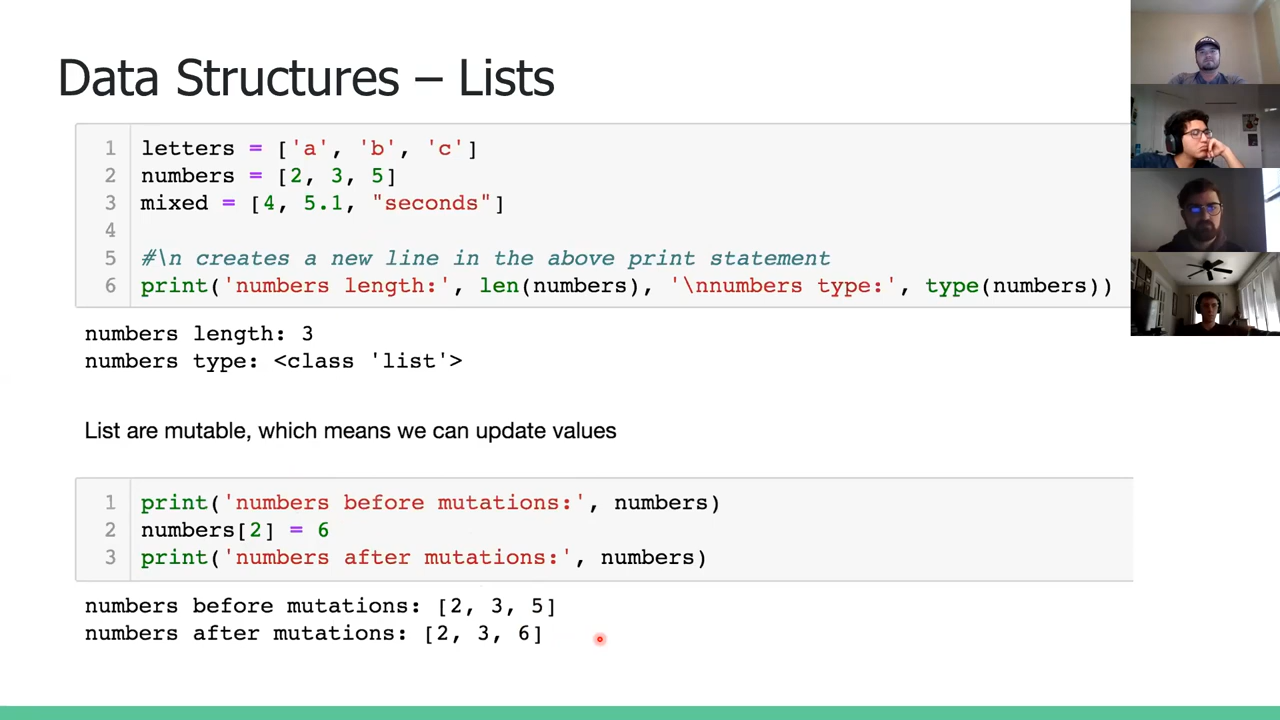 Data Structures – Lists
1 letters = ['a', 'b', 'c']
2 numbers = [2, 3, 5]
3 mixed = [4, 5.1, "seconds"]
4
5 #\n creates a new line in the above print statement
6 print('numbers length:', len(numbers), '\nnumbers type:', type(numbers))
numbers length: 3
numbers type: <class 'list'>
List are mutable, which means we can update values
1 print('numbers before mutations:', numbers)
2 numbers[2] = 6
3 print('numbers after mutations:', numbers)
numbers before mutations: [2, 3, 5]
numbers after mutations: [2, 3, 6]